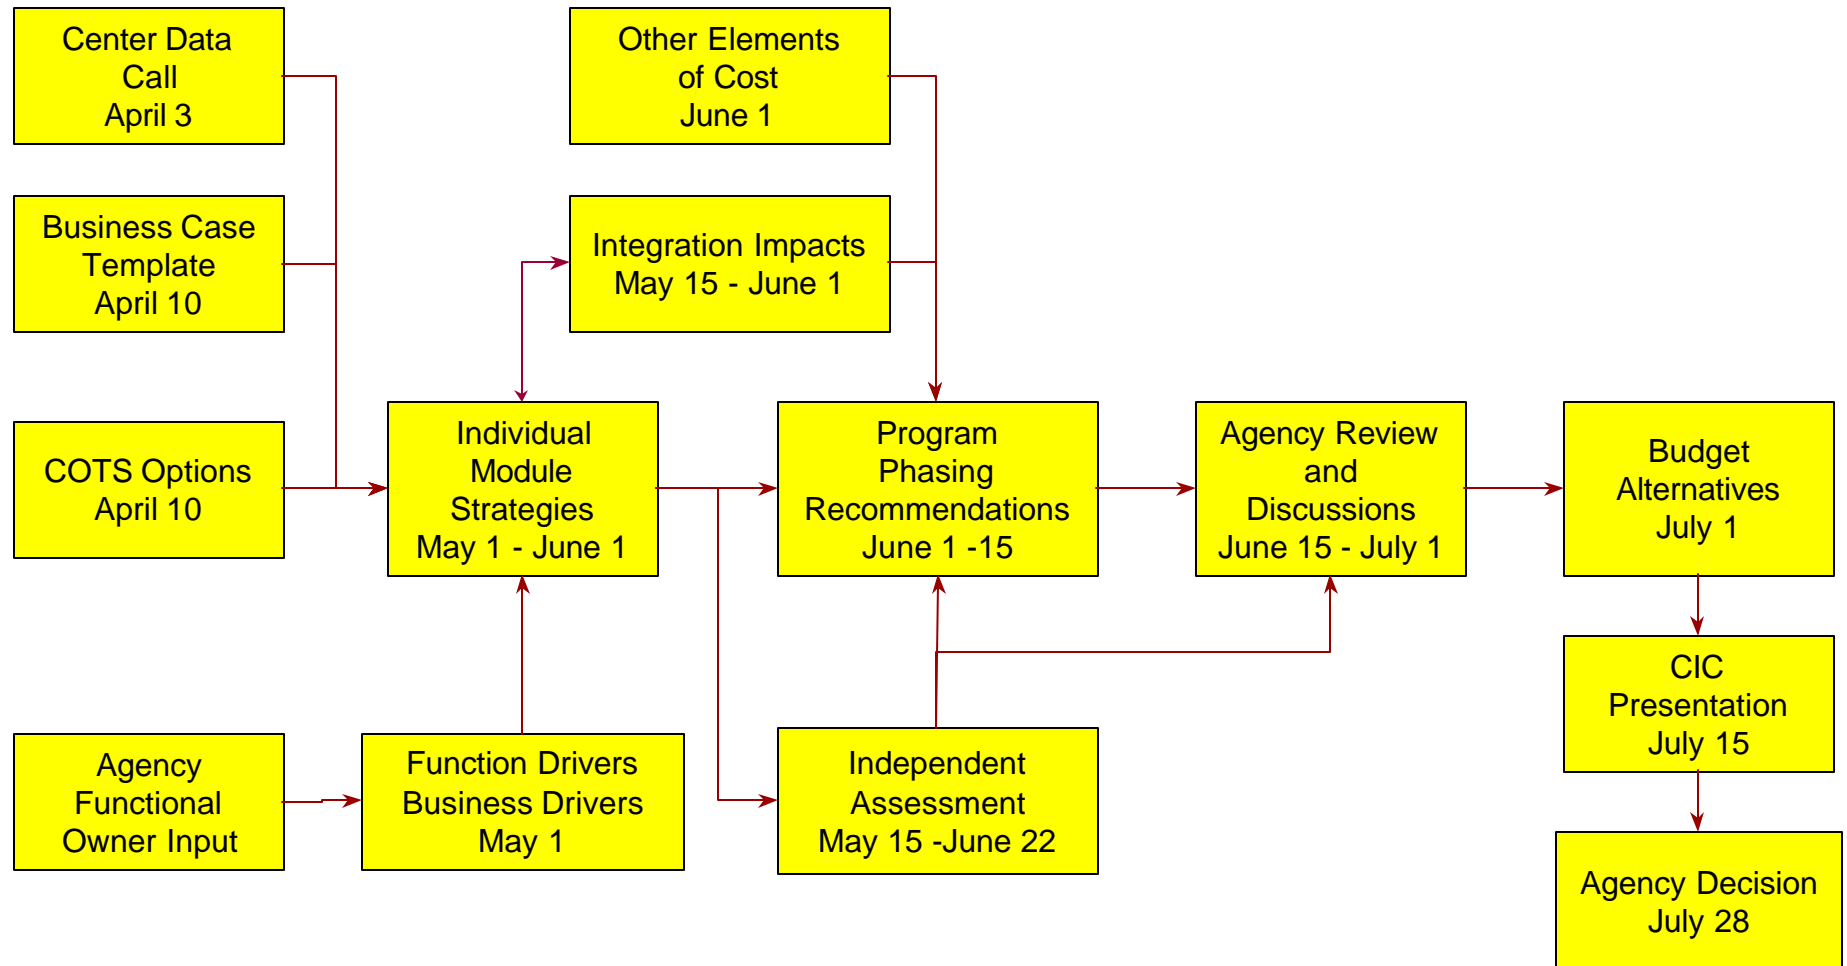 Center Data
Call
April 3
Other Elements
of Cost
June 1
Business Case
Template
April 10
Integration Impacts
May 15 - June 1
COTS Options
April 10
Individual
Module
Strategies
May 1 - June 1
Program
Phasing
Recommendations
June 1 -15
Agency Review
and
Discussions
June 15 - July 1
Budget
Alternatives
July 1
CIC
Presentation
July 15
Agency
Functional
Owner Input
Function Drivers
Business Drivers
May 1
Independent
Assessment
May 15 -June 22
Agency Decision
July 28